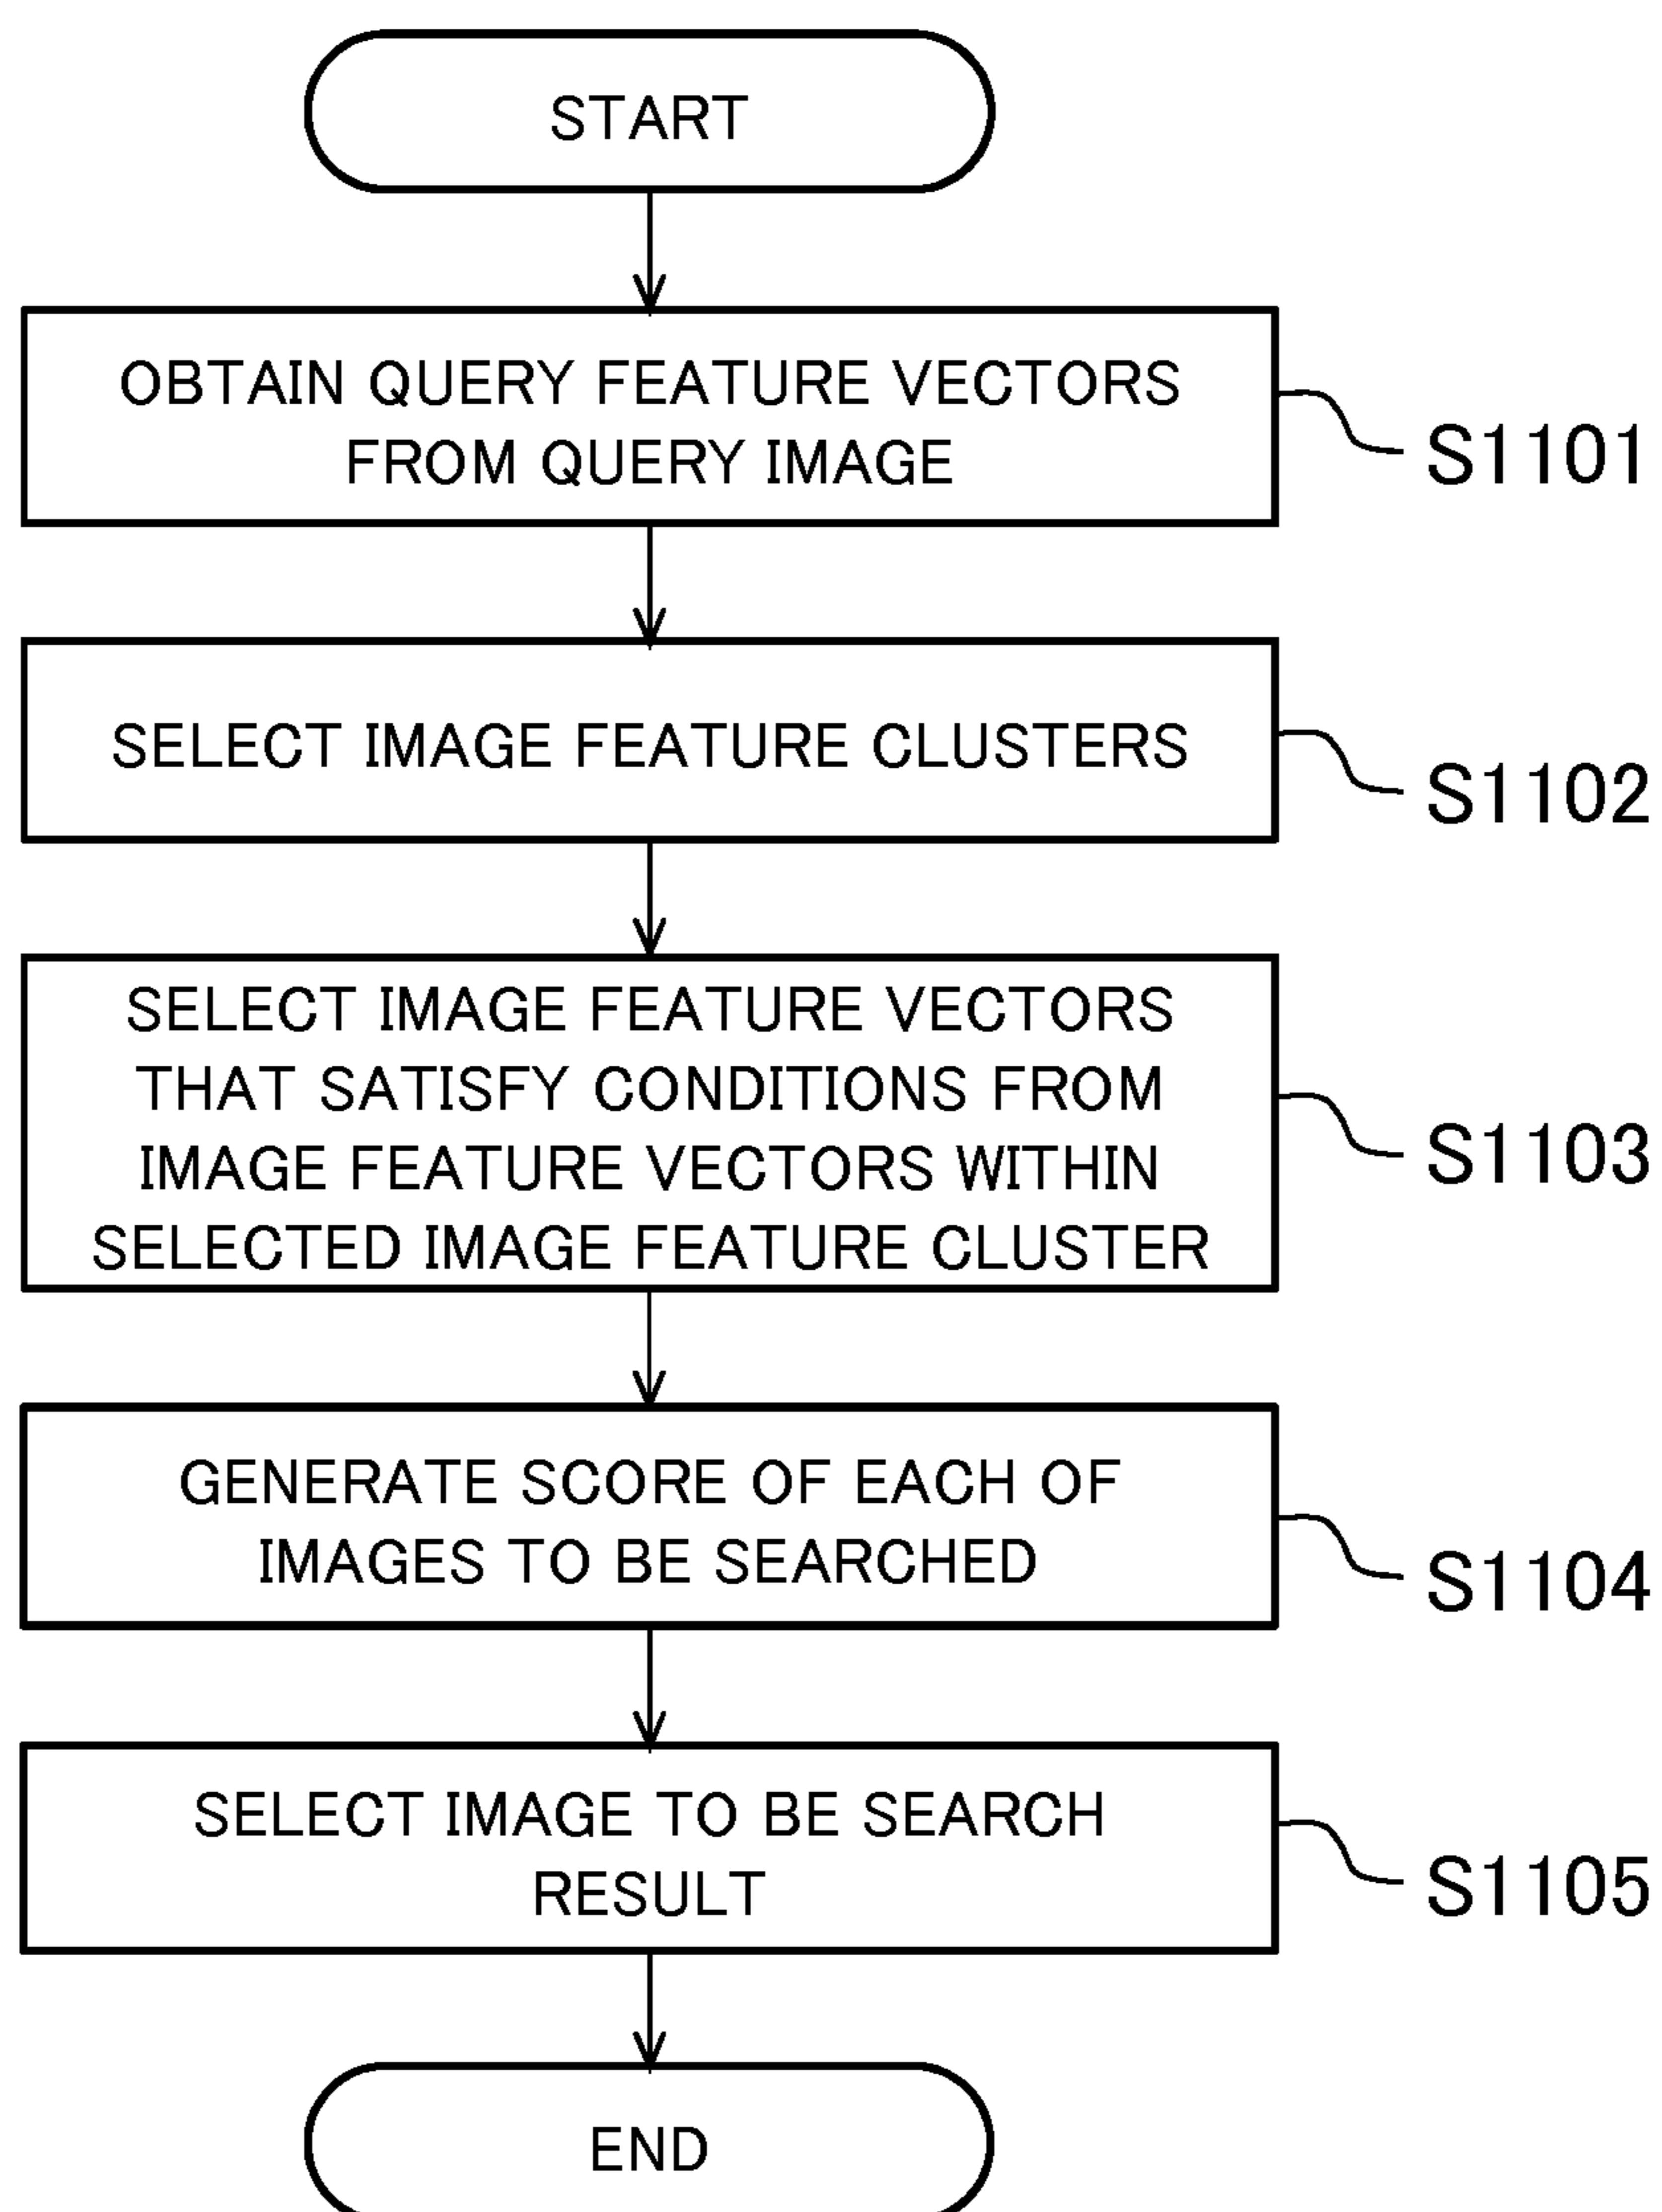 START
OBTAIN QUERY FEATURE VECTORS
FROM QUERY IMAGE
S1101
SELECT IMAGE FEATURE CLUSTERS
S1102
SELECT IMAGE FEATURE VECTORS
THAT SATISFY CONDITIONS FROM
IMAGE FEATURE VECTORS WITHIN
SELECTED IMAGE FEATURE CLUSTER
S1103
GENERATE SCORE OF EACH OF
IMAGES TO BE SEARCHED
S1104
SELECT IMAGE TO BE SEARCH
RESULT
S1105
END